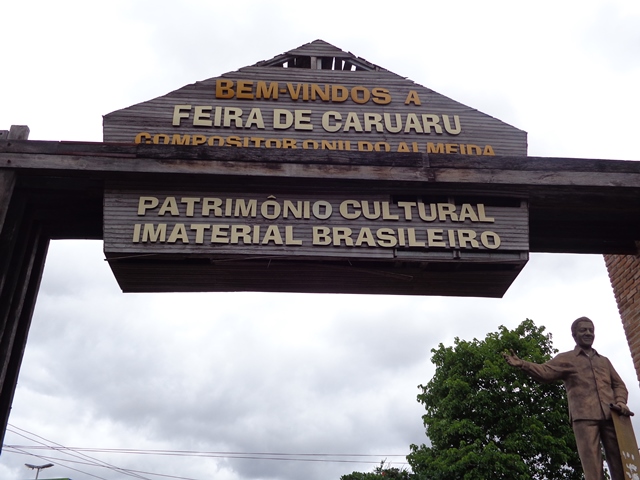 BEM-VINDOS A
FEIRA DE CARUARU
COMPOSITOR ONILDO ALMEIDA
PATRIMÔNIO CULTURAL
IMATERIAL BRASILEIRO